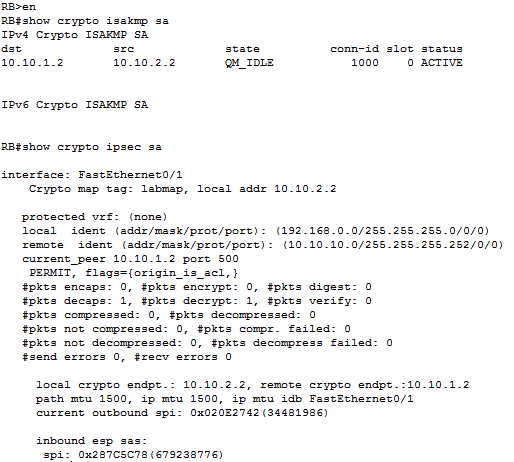 RB>en
RB#show crypto isakmp sa
IPv4 Crypto ISAKMP SA
dst src state conn-id slot status
10.10.1.2 10.10.2.2 QM_IDLE 1000 0 ACTIVE
IPv6 Crypto ISAKMP SA
RB#show crypto ipsec sa
interface: FastEthernet0/1
Crypto map tag: labmap, local addr 10.10.2.2
protected vrf: (none)
local ident (addr/mask/prot/port): (192.168.0.0/255.255.255.0/0/0)
remote ident (addr/mask/prot/port): (10.10.10.0/255.255.255.252/0/0)
current_peer 10.10.1.2 port 500
PERMIT, flags={origin_is_acl,}
#pkts encaps: 0, #pkts encrypt: 0, #pkts digest: 0
#pkts decaps: 1, #pkts decrypt: 1, #pkts verify: 0
#pkts compressed: 0, #pkts decompressed: 0
#pkts not compressed: 0, #pkts compr. failed: 0
#pkts not decompressed: 0, #pkts decompress failed: 0
#send errors 0, #recv errors 0
local crypto endpt.: 10.10.2.2, remote crypto endpt.:10.10.1.2
path mtu 1500, ip mtu 1500, ip mtu idb FastEthernet0/1
current outbound spi: 0x020E2742(34481986)
inbound esp sas:
spi: 0x287C5C78(679238776)